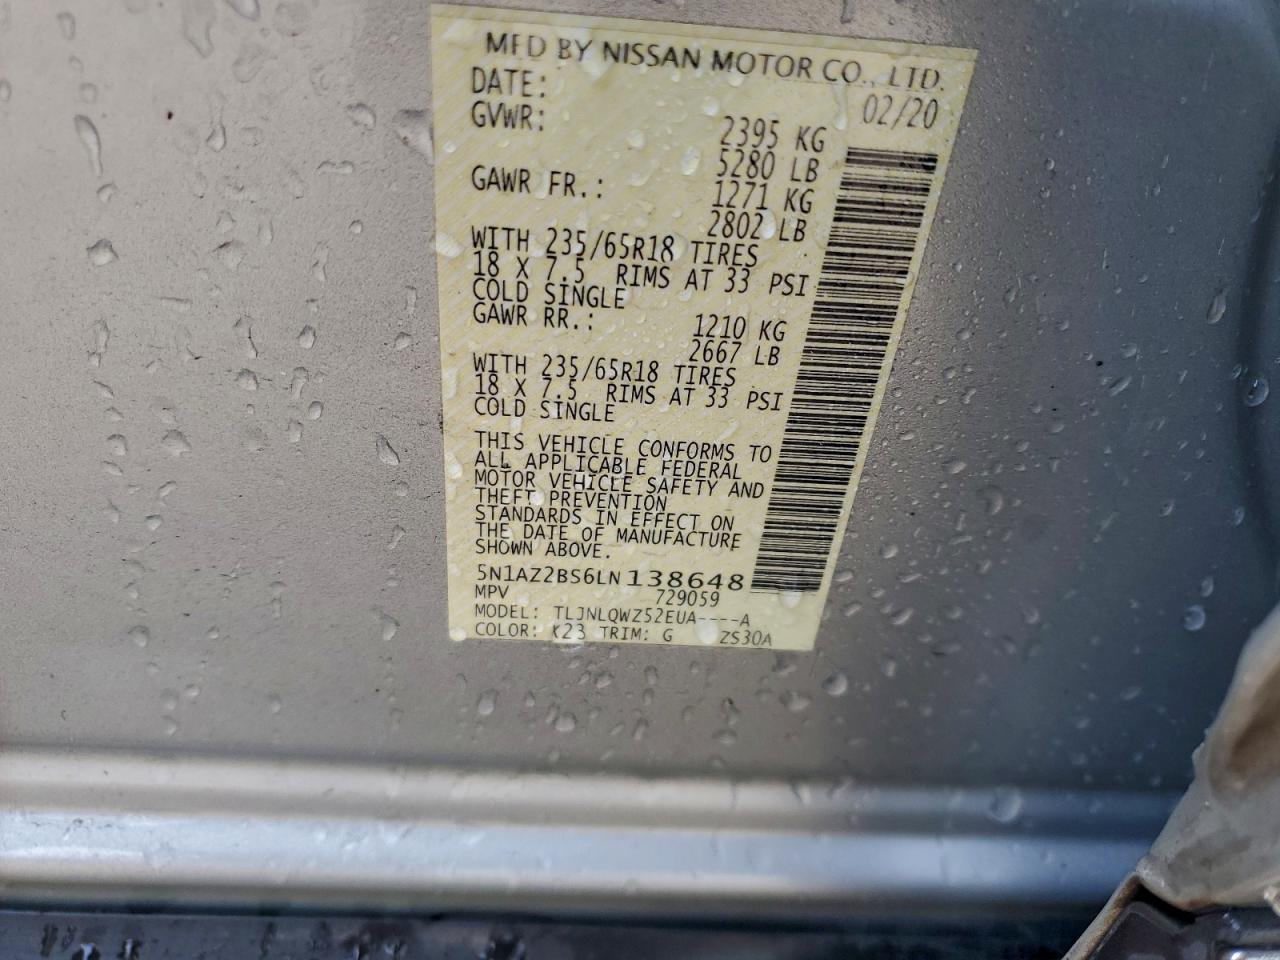 MFD BY NISSAN MOTOR CO., LTD.
DATE: 02/20
GVWR: 2395 KG
5280 LB
GAWR FR.: 1271 KG
2802 LB
WITH 235/65R18 TIRES
18 X 7.5 RIMS AT 33 PSI
COLD SINGLE
GAWR RR.: 1210 KG
2667 LB
WITH 235/65R18 TIRES
18 X 7.5 RIMS AT 33 PSI
COLD SINGLE
THIS VEHICLE CONFORMS TO
ALL APPLICABLE FEDERAL
MOTOR VEHICLE SAFETY AND
THEFT PREVENTION
STANDARDS IN EFFECT ON
THE DATE OF MANUFACTURE
SHOWN ABOVE.
5N1AZ2BS6LN138648
MPV 729059
MODEL: TLJNLQWZ52EUA----A
COLOR: K23 TRIM: G ZS30A